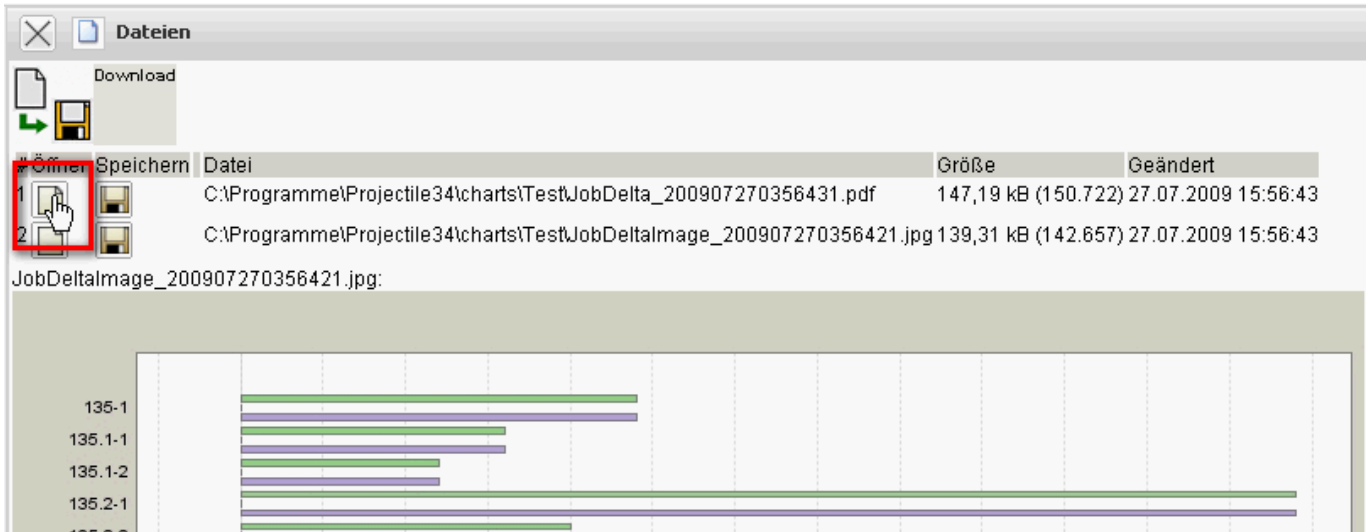 Dateien
Download
# Öffnen Speichern Datei Größe Geändert
1 C:\Programme\Projectile34\charts\Test\JobDelta_200907270356431.pdf 147,19 kB (150.722) 27.07.2009 15:56:43
2 C:\Programme\Projectile34\charts\Test\JobDeltaImage_200907270356421.jpg 139,31 kB (142.657) 27.07.2009 15:56:43
JobDeltaImage_200907270356421.jpg:
135-1
135.1-1
135.1-2
135.2-1